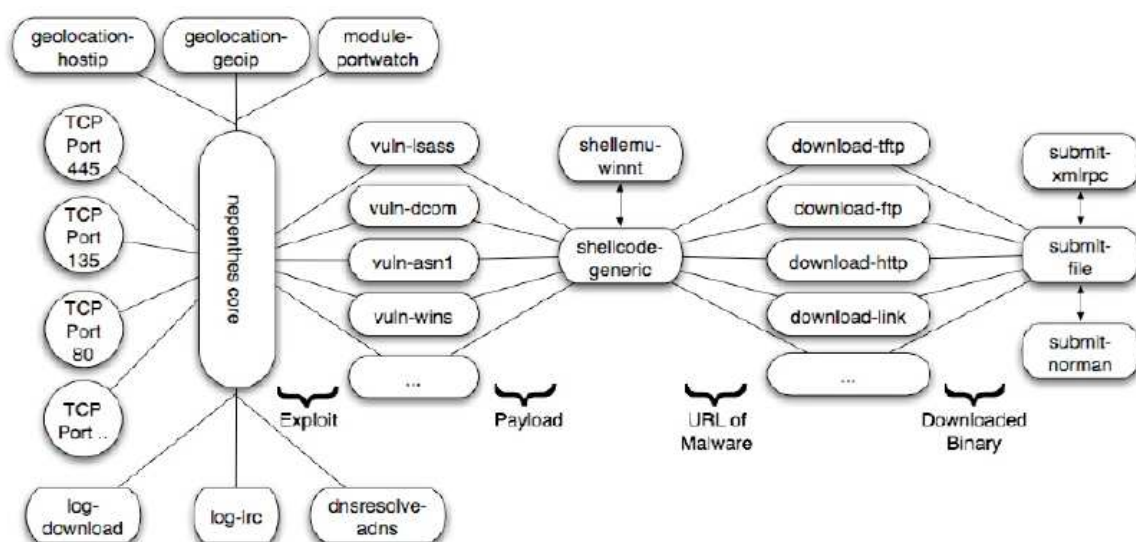 geolocation-
hostip
geolocation-
geoip
module-
portwatch
TCP
Port
445
TCP
Port
135
TCP
Port
80
TCP
Port ..
nepenthes core
vuln-lsass
vuln-dcom
vuln-asn1
vuln-wins
...
shellemu-
winnt
shellcode-
generic
download-tftp
download-ftp
download-http
download-link
...
submit-
xmlrpc
submit-
file
submit-
norman
Exploit
Payload
URL of
Malware
Downloaded
Binary
log-
download
log-irc
dnsresolve-
adns